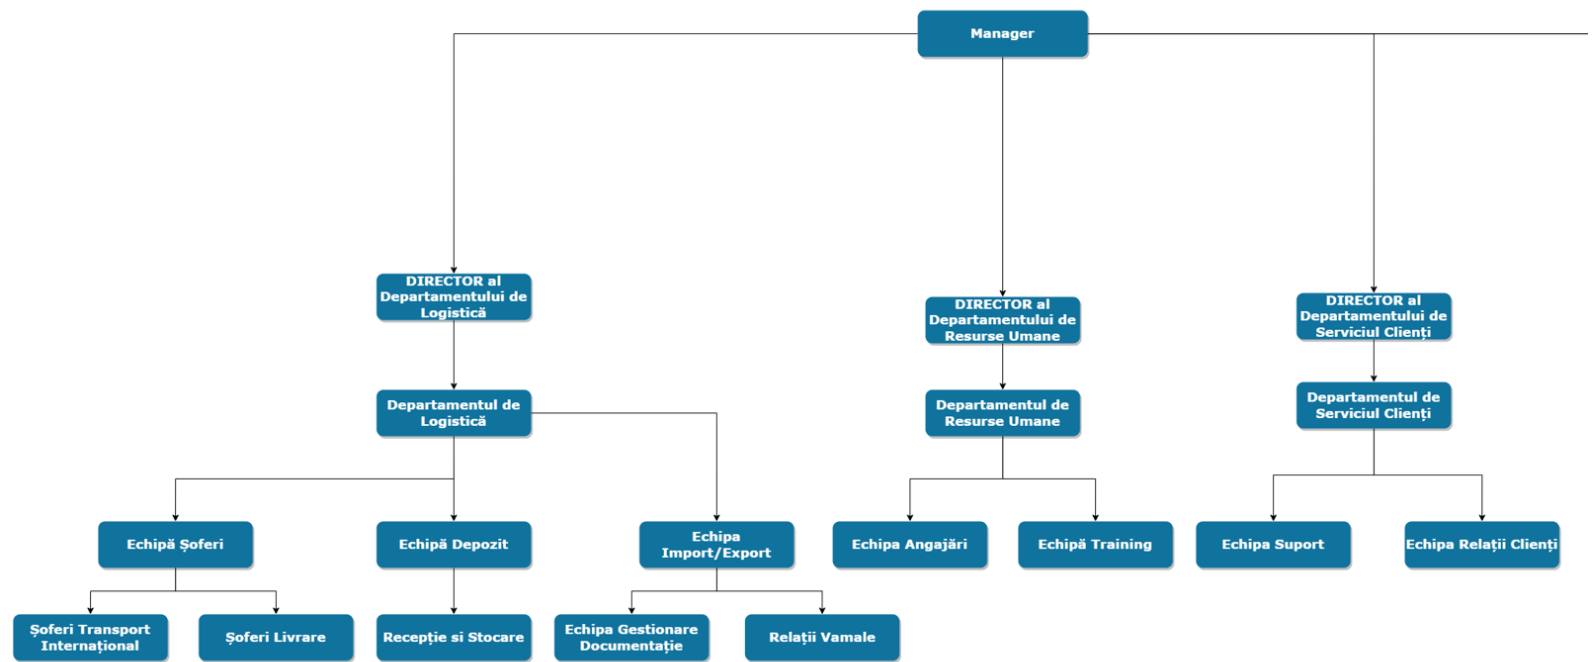 Manager
DIRECTOR al
Departamentului de
Logistică
DIRECTOR al
Departamentului de
Resurse Umane
DIRECTOR al
Departamentului de
Serviciul Clienți
Departamentul de
Logistică
Departamentul de
Resurse Umane
Departamentul de
Serviciul Clienți
Echipă Șoferi
Echipă Depozit
Echipa
Import/Export
Echipa Angajări
Echipă Training
Echipa Suport
Echipa Relații Clienți
Șoferi Transport
Internațional
Șoferi Livrare
Recepție si Stocare
Echipa Gestionare
Documentație
Relații Vamale